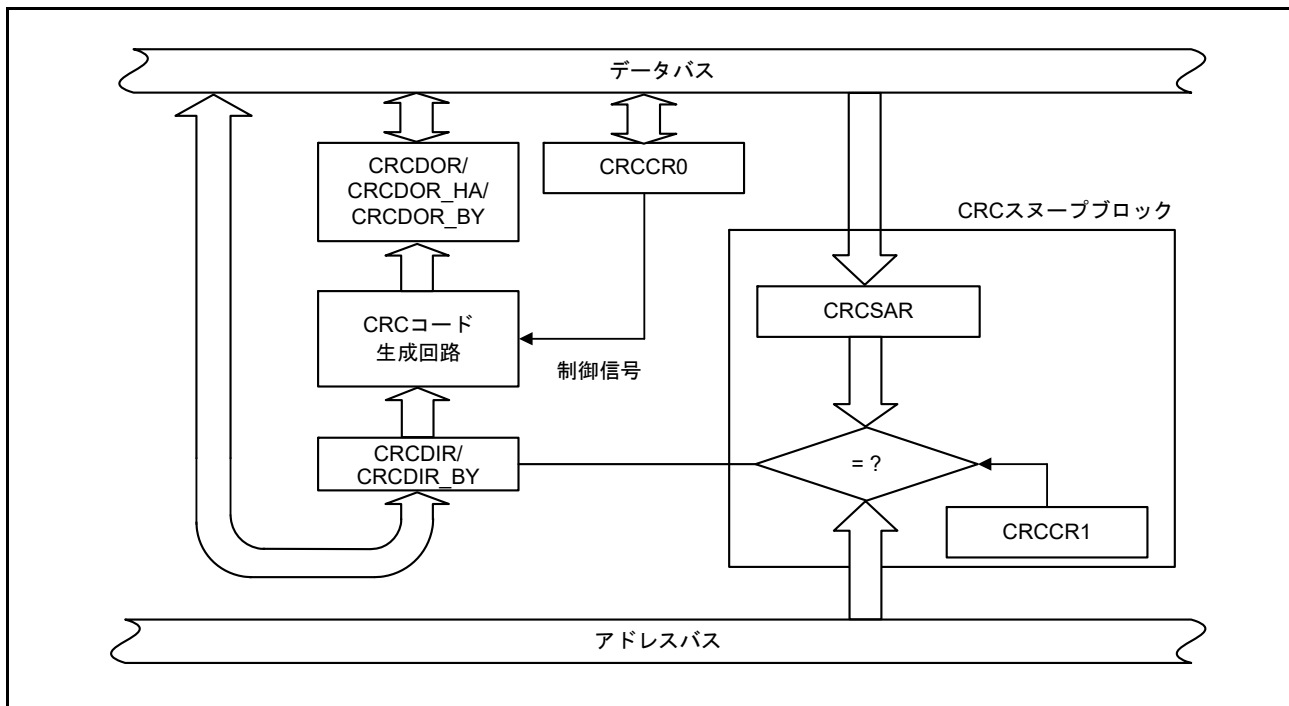 データバス
CRCDOR/
CRCDOR_HA/
CRCDOR_BY
CRCCR0
CRCスヌープブロック
CRCSAR
CRCコード
生成回路
制御信号
CRCDIR/
CRCDIR_BY
= ?
CRCCR1
アドレスバス